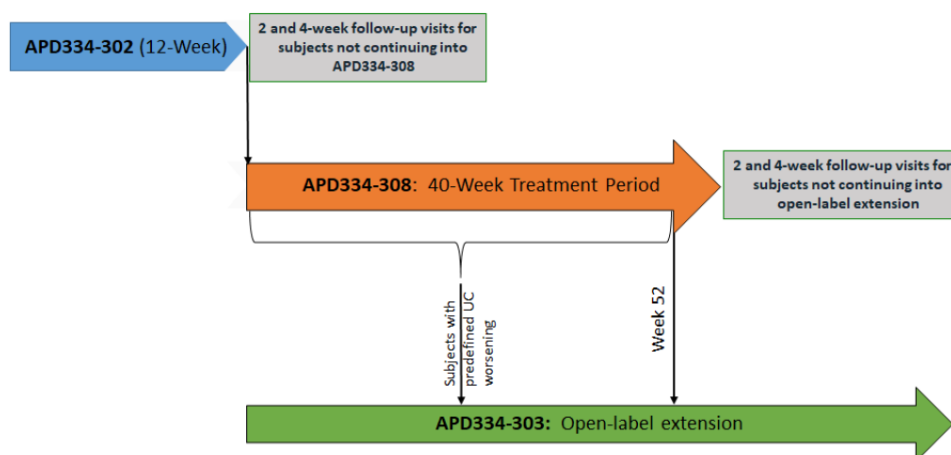 APD334-302 (12-Week)
2 and 4-week follow-up visits for
subjects not continuing into
APD334-308
APD334-308: 40-Week Treatment Period
2 and 4-week follow-up visits for
subjects not continuing into
open-label extension
Subjects with
predefined UC
worsening
Week 52
APD334-303: Open-label extension